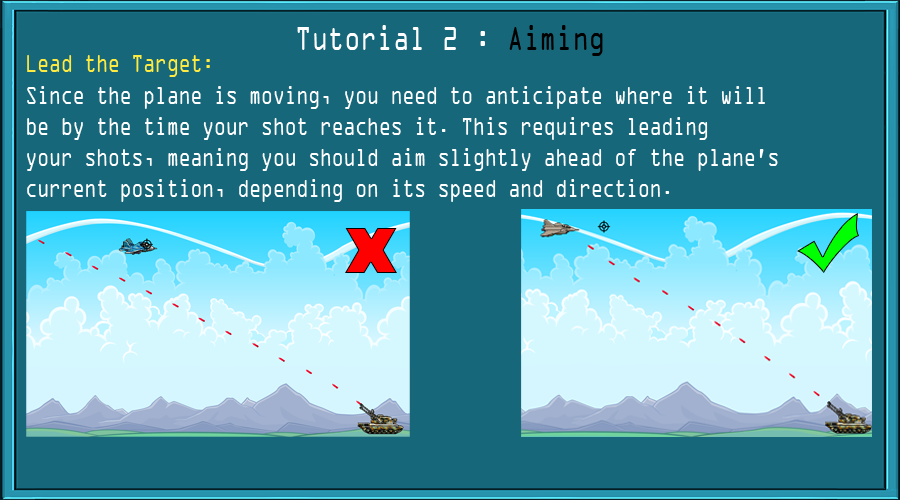 Tutorial 2 : Aiming
Lead the Target:
Since the plane is moving, you need to anticipate where it will
be by the time your shot reaches it. This requires leading
your shots, meaning you should aim slightly ahead of the plane's
current position, depending on its speed and direction.